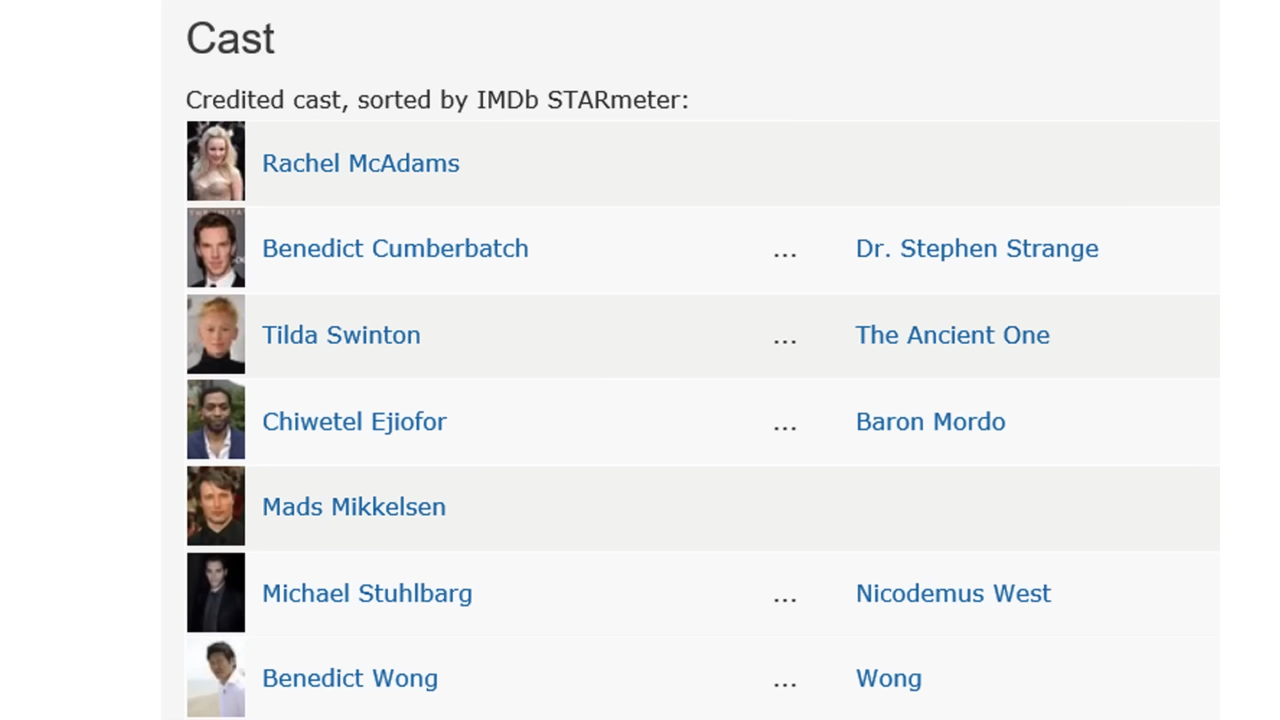 Cast
Credited cast, sorted by IMDb STARmeter:
Rachel McAdams
Benedict Cumberbatch ... Dr. Stephen Strange
Tilda Swinton ... The Ancient One
Chiwetel Ejiofor ... Baron Mordo
Mads Mikkelsen
Michael Stuhlbarg ... Nicodemus West
Benedict Wong ... Wong